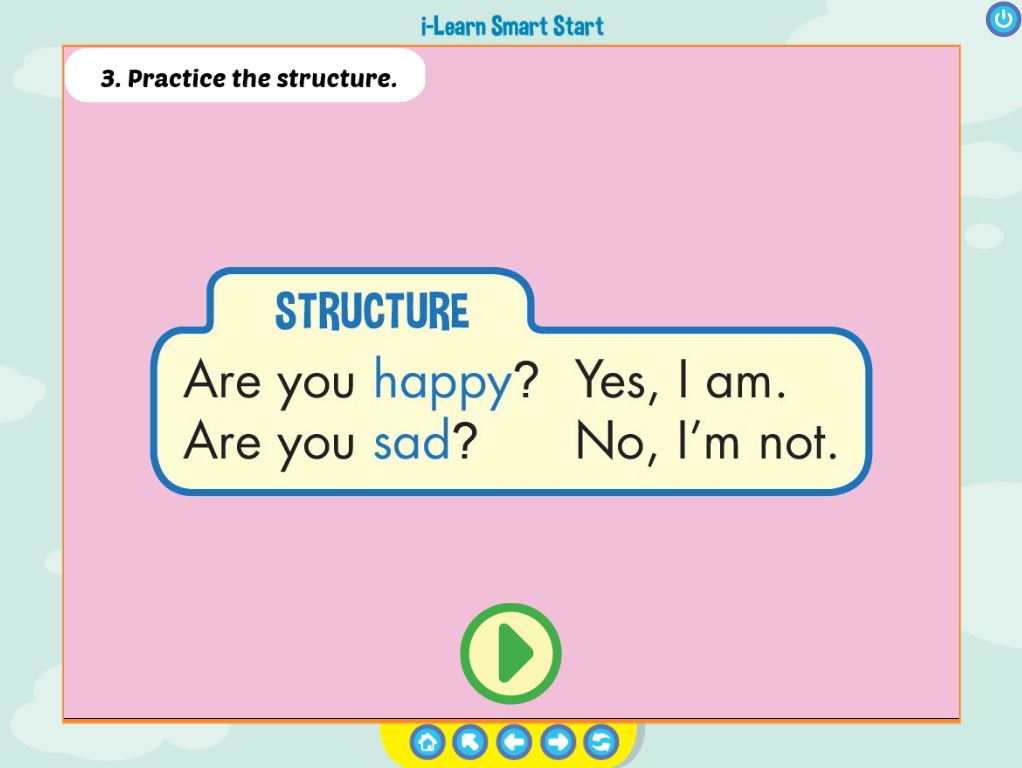 i-Learn Smart Start
3. Practice the structure.
STRUCTURE
Are you happy? Yes, I am.
Are you sad? No, I'm not.